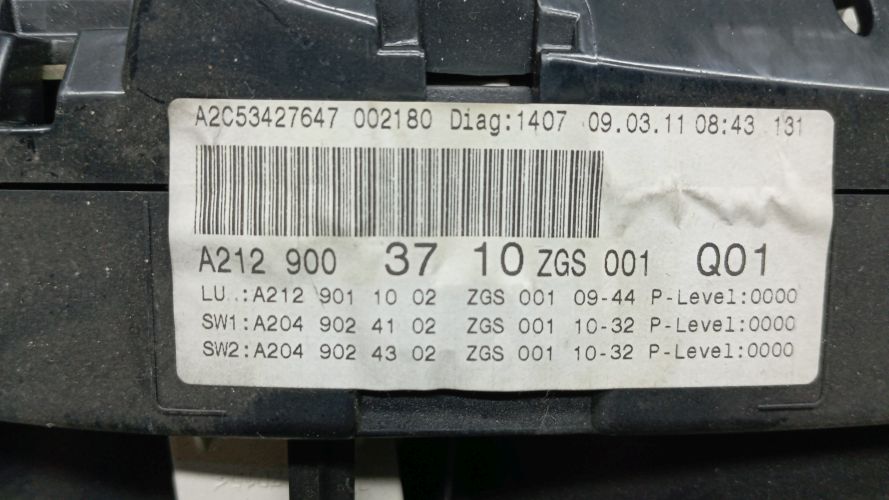 A2C53427647 002180 Diag:1407 09.03.11 08:43 131
A212 900 37 10 ZGS 001 Q01
LU .:A212 901 10 02 ZGS 001 09-44 P-Level:0000
SW1:A204 902 41 02 ZGS 001 10-32 P-Level:0000
SW2:A204 902 43 02 ZGS 001 10-32 P-Level:0000